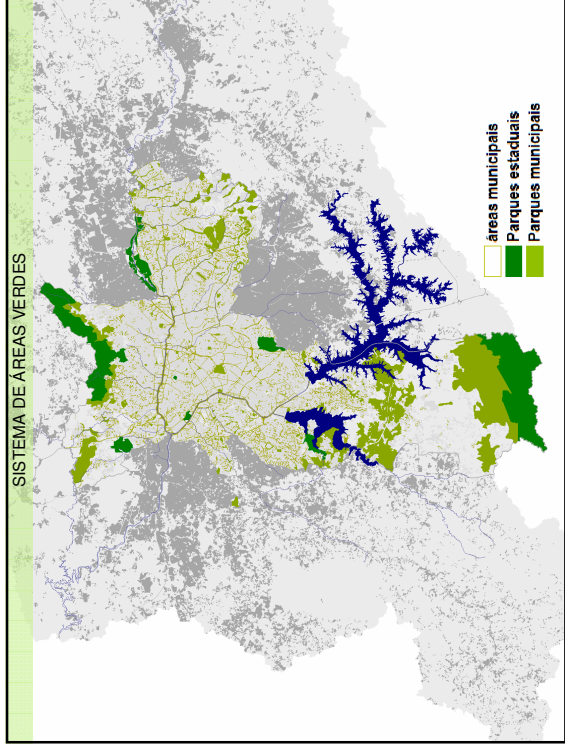 SISTEMA DE ÁREAS VERDES
áreas municipais
Parques estaduais
Parques municipais